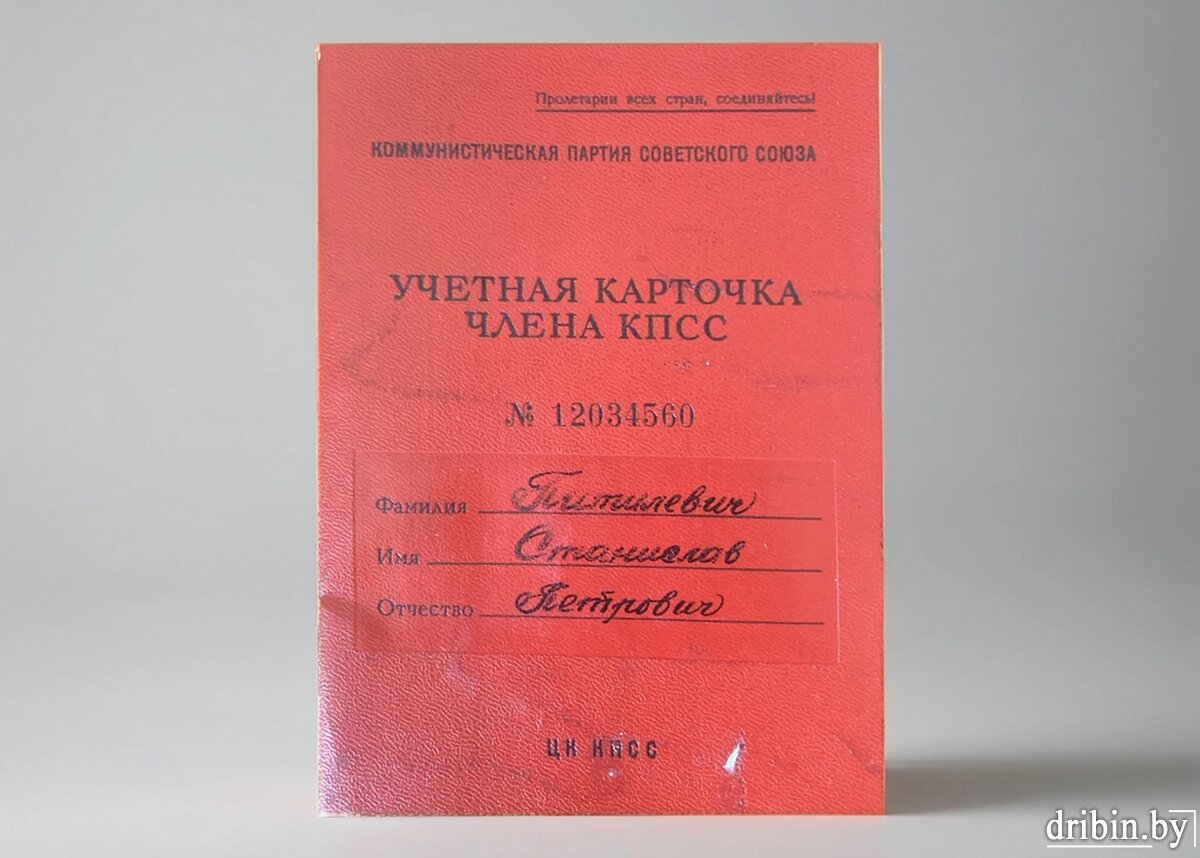 Пролетарии всех стран, соединяйтесь!
КОММУНИСТИЧЕСКАЯ ПАРТИЯ СОВЕТСКОГО СОЮЗА
УЧЕТНАЯ КАРТОЧКА
ЧЛЕНА КПСС
№ 12034560
Фамилия Питилевич
Имя Станислав
Отчество Петрович
ЦК КПСС
dribin.by